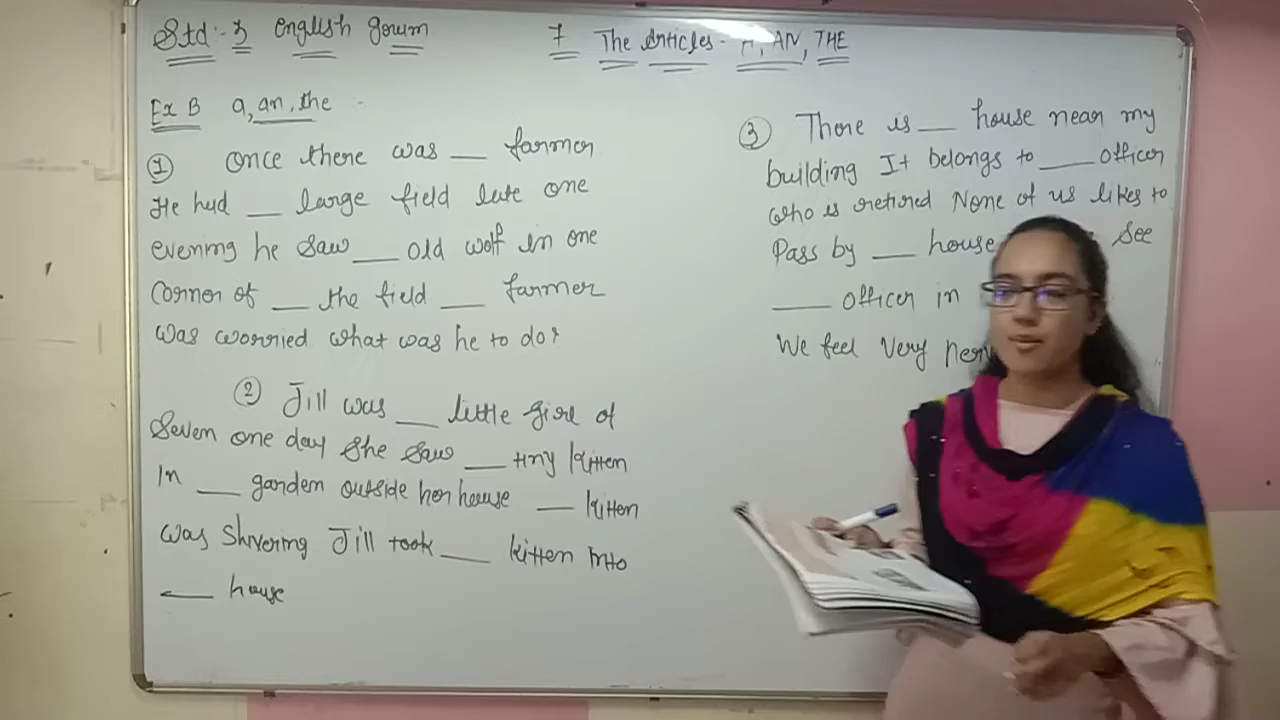 Std :- 3 English gorum
7 The Articles - A, AN, THE
Ex B a, an, the :-
① Once there was __ farmer
He hud __ large field late one
evening he saw __ old wolf in one
Corner of __ the field __ farmer
was worried what was he to do?
② Jill was __ little girl of
Seven one day she saw __ tiny kitten
In __ garden outside her house __ kitten
was Shivering Jill took __ kitten into
__ house
③ There is __ house near my
building It belongs to __ officer
who is retired None of us likes to
Pass by __ house see
__ officer in
We feel very